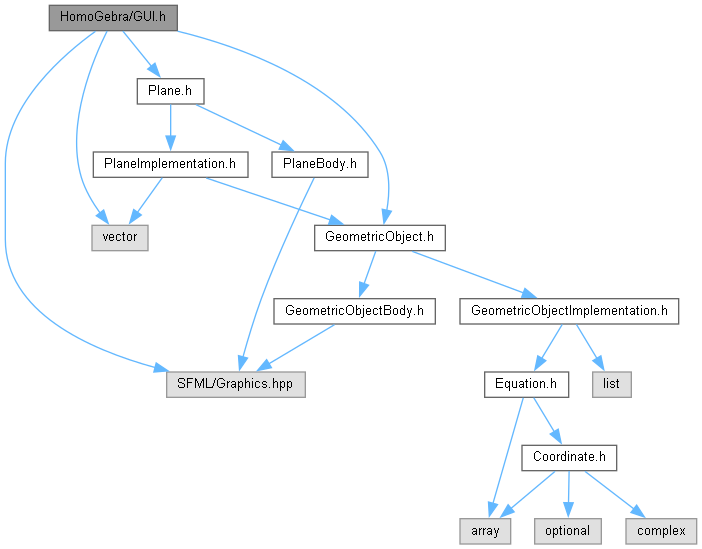 HomoGebra/GUI.h
Plane.h
PlaneImplementation.h
PlaneBody.h
vector
GeometricObject.h
GeometricObjectBody.h
GeometricObjectImplementation.h
SFML/Graphics.hpp
Equation.h
list
Coordinate.h
array
optional
complex